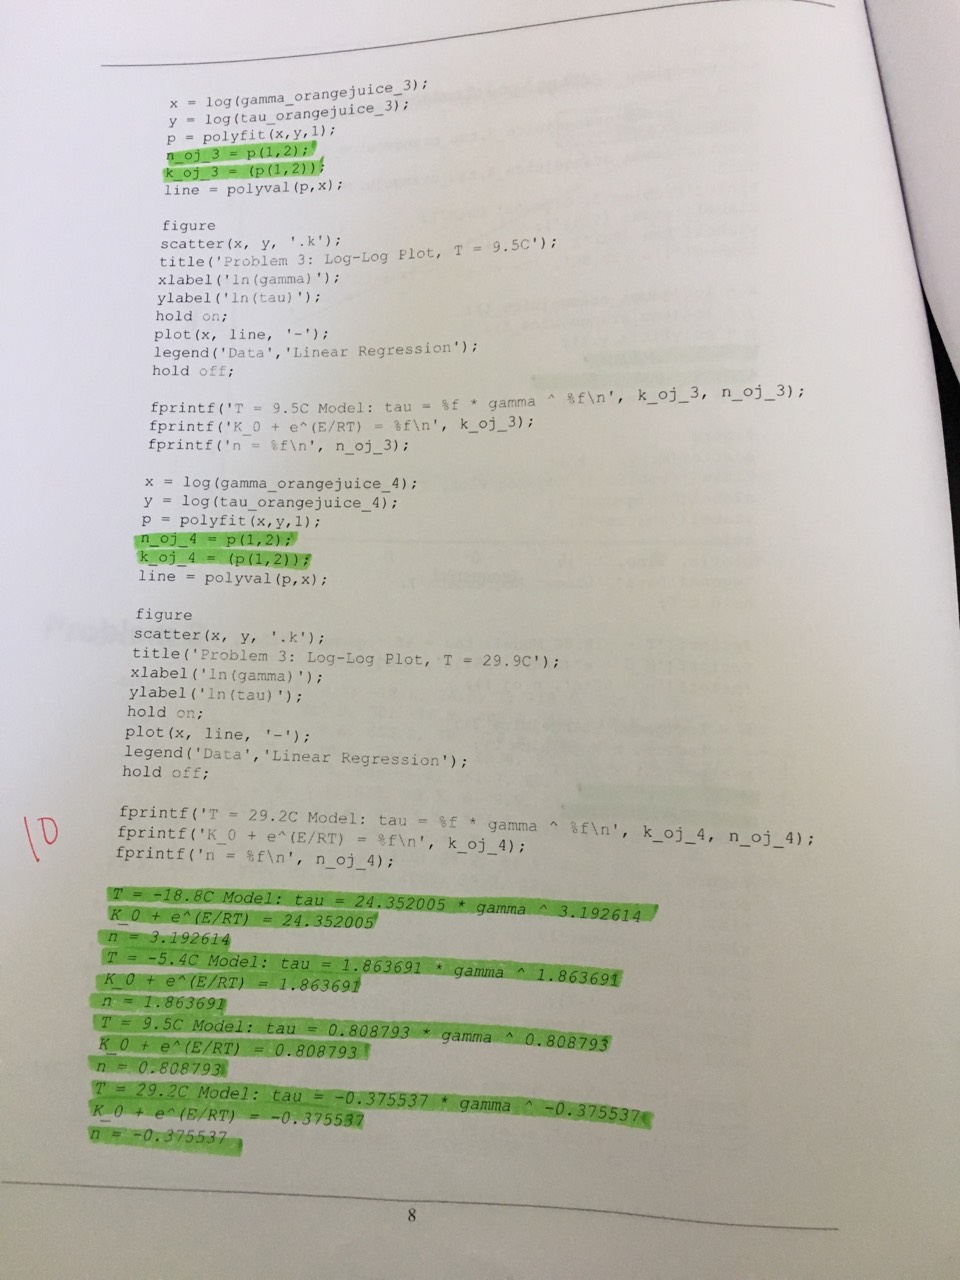 x = log(gamma_orangejuice_3);
y = log(tau_orangejuice_3);
p = polyfit(x,y,1);
n_oj_3 = p(1,2);
k_oj_3 = (p(1,2));
line = polyval(p,x);
figure
scatter(x, y, '.k');
title('Problem 3: Log-Log Plot, T = 9.5C');
xlabel('ln(gamma)');
ylabel('ln(tau)');
hold on;
plot(x, line, '-');
legend('Data','Linear Regression');
hold off;
fprintf('T = 9.5C Model: tau = %f * gamma ^ %f\n', k_oj_3, n_oj_3);
fprintf('K_0 + e^(E/RT) = %f\n', k_oj_3);
fprintf('n = %f\n', n_oj_3);
x = log(gamma_orangejuice_4);
y = log(tau_orangejuice_4);
p = polyfit(x,y,1);
n_oj_4 = p(1,2);
k_oj_4 = (p(1,2));
line = polyval(p,x);
figure
scatter(x, y, '.k');
title('Problem 3: Log-Log Plot, T = 29.9C');
xlabel('ln(gamma)');
ylabel('ln(tau)');
hold on;
plot(x, line, '-');
legend('Data','Linear Regression');
hold off;
10
fprintf('T = 29.2C Model: tau = %f * gamma ^ %f\n', k_oj_4, n_oj_4);
fprintf('K_0 + e^(E/RT) = %f\n', k_oj_4);
fprintf('n = %f\n', n_oj_4);
T = -18.8C Model: tau = 24.352005 * gamma ^ 3.192614
K_0 + e^(E/RT) = 24.352005
n = 3.192614
T = -5.4C Model: tau = 1.863691 * gamma ^ 1.863691
K_0 + e^(E/RT) = 1.863691
n = 1.863691
T = 9.5C Model: tau = 0.808793 * gamma ^ 0.808793
K_0 + e^(E/RT) = 0.808793
n = 0.808793
T = 29.2C Model: tau = -0.375537 * gamma ^ -0.375537
K_0 + e^(E/RT) = -0.375537
n = -0.375537
8